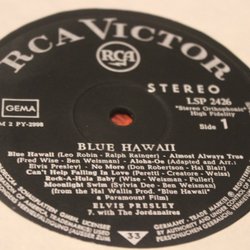 RCA VICTOR
RCA
STEREO
GEMA
LSP 2426
"Stereo Orthophonic"
High Fidelity
M 2 PY-2998
Side 1
BLUE HAWAII
Blue Hawaii (Leo Robin - Ralph Rainger) - Almost Always True
(Fred Wise - Ben Weisman) - Aloha-Oe (Adapted and Arr.
Elvis Presley) - No More (Don Robertson - Hal Blair)
Can't Help Falling In Love (Peretti - Creatore - Weiss)
Rock-A-Hula Baby (Wise - Weisman - Fuller)
Moonlight Swim (Sylvia Dee - Ben Weisman)
(from the Hal Wallis Prod. "Blue Hawaii"
a Paramount Film)
ELVIS PRESLEY
7. with The Jordanaires
33